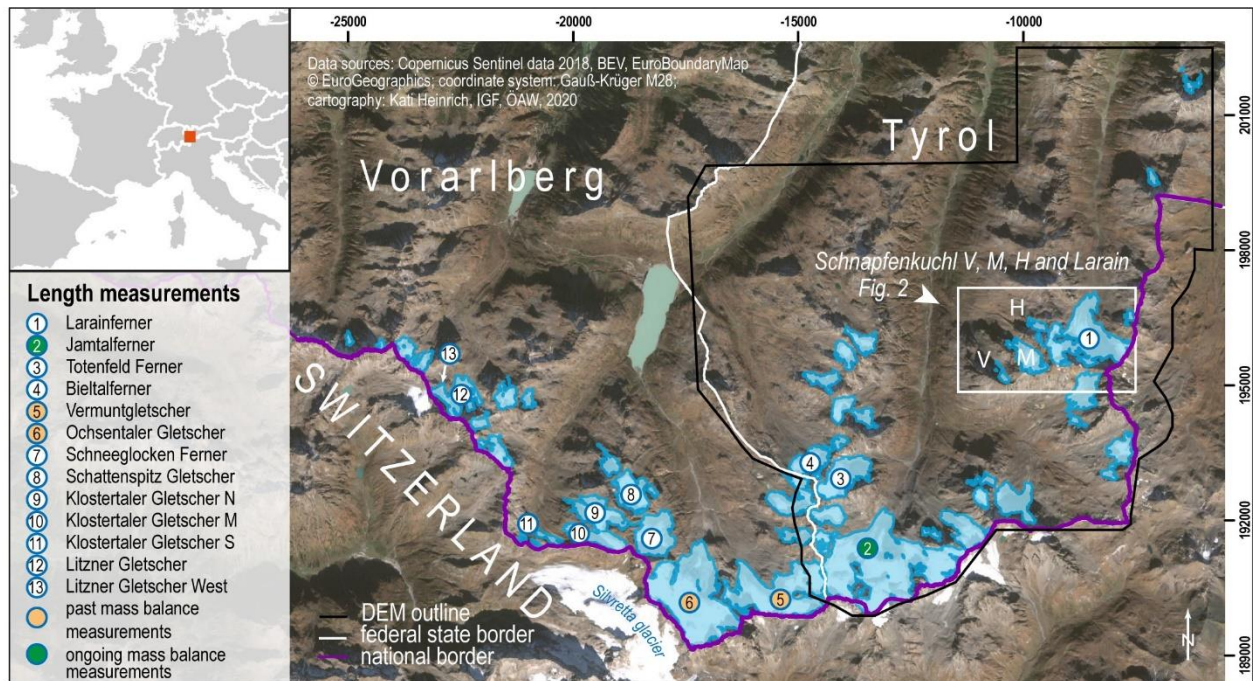 -25000
-20000
-15000
-10000
Data sources: Copernicus Sentinel data 2018, BEV, EuroBoundaryMap
© EuroGeographics; coordinate system: Gauß-Krüger M28;
cartography: Kati Heinrich, IGF, ÖAW, 2020
201000
198000
195000
192000
189000
Tyrol
Vorarlberg
SWITZERLAND
Schnapfenkuchl V, M, H and Larain
Fig. 2
H
V
M
1
13
12
4
3
8
9
11
10
7
2
6
5
Silvretta glacier
Length measurements
1 Larainferner
2 Jamtalferner
3 Totenfeld Ferner
4 Bieltalferner
5 Vermuntgletscher
6 Ochsentaler Gletscher
7 Schneeglocken Ferner
8 Schattenspitz Gletscher
9 Klostertaler Gletscher N
10 Klostertaler Gletscher M
11 Klostertaler Gletscher S
12 Litzner Gletscher
13 Litzner Gletscher West
past mass balance
measurements
ongoing mass balance
measurements
DEM outline
federal state border
national border
N